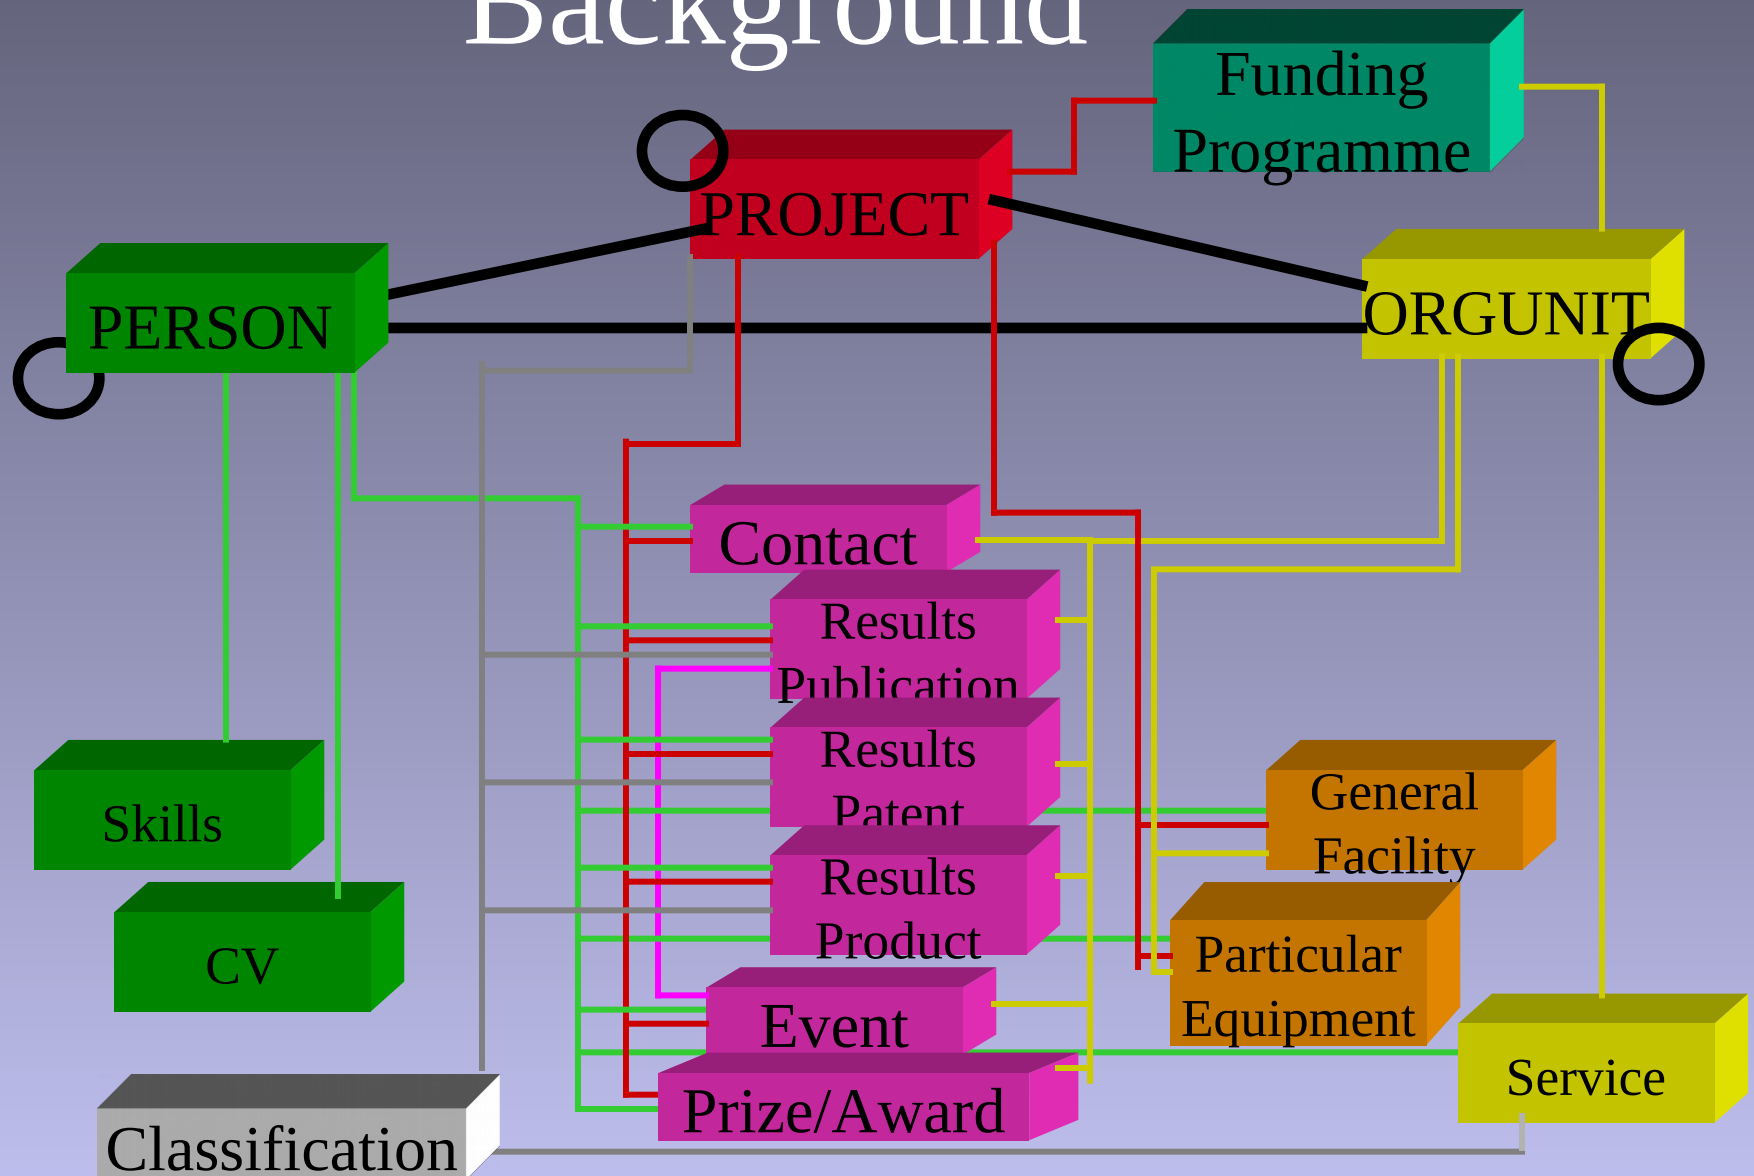 Background
Funding
Programme
PROJECT
PERSON
ORGUNIT
Contact
Results
Publication
Results
Patent
General
Facility
Skills
Results
Product
Particular
Equipment
CV
Event
Service
Prize/Award
Classification